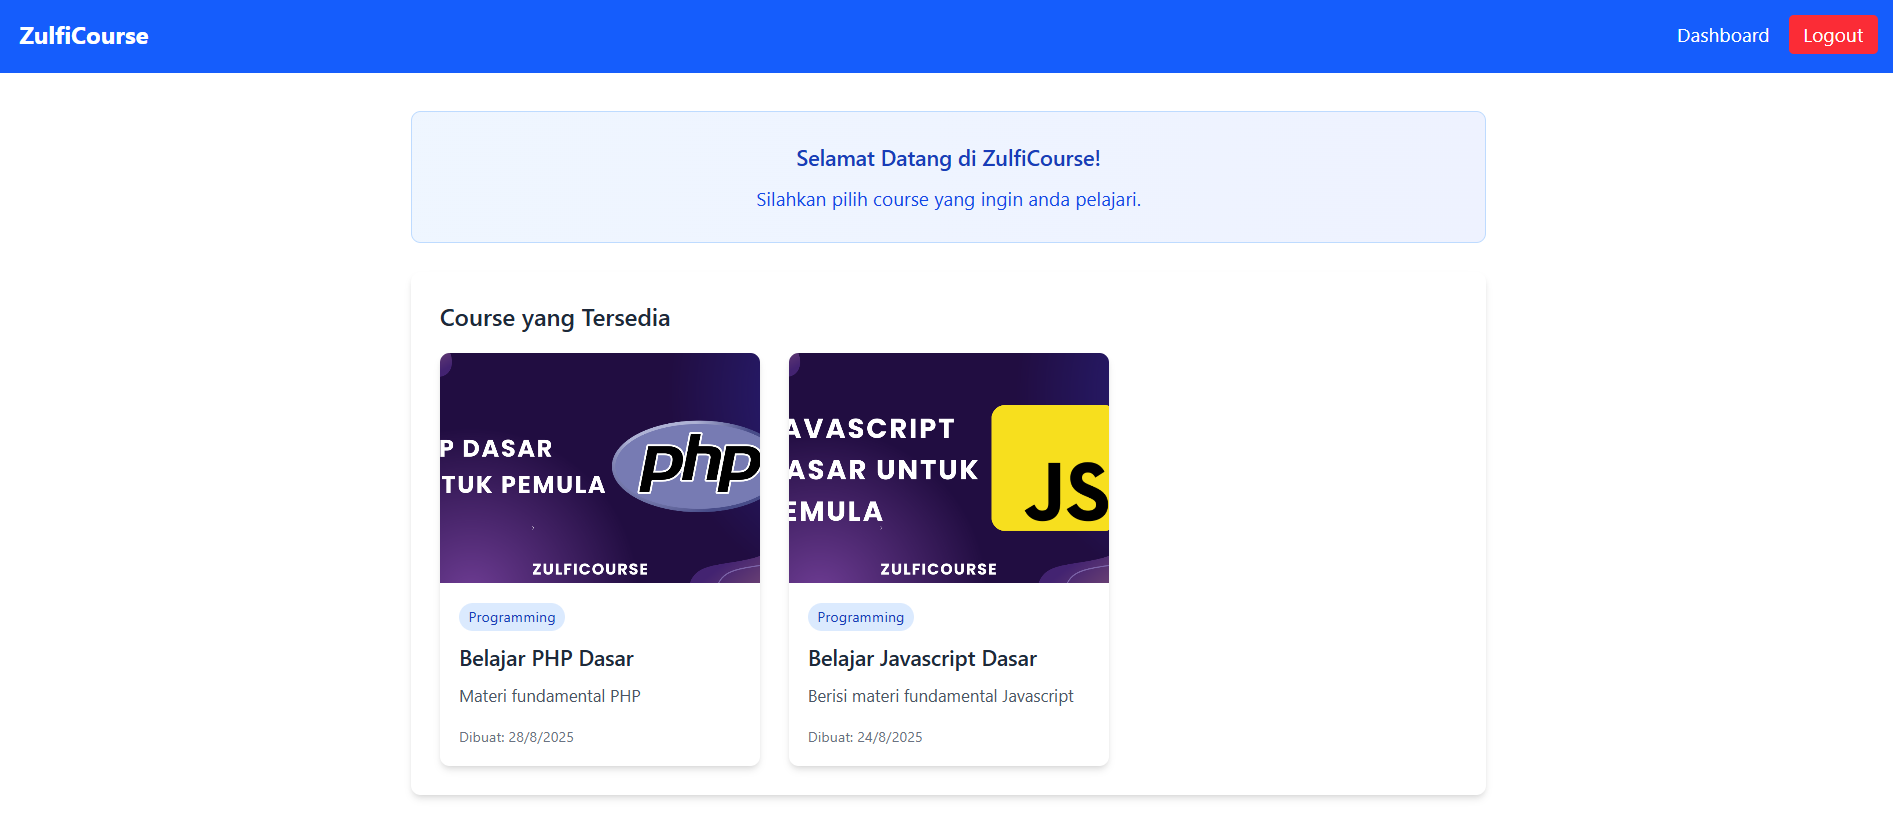 ZulfiCourse
Dashboard
Logout
Selamat Datang di ZulfiCourse!
Silahkan pilih course yang ingin anda pelajari.
Course yang Tersedia
P DASAR
TUK PEMULA
php
ZULFICOURSE
Programming
Belajar PHP Dasar
Materi fundamental PHP
Dibuat: 28/8/2025
AVASCRIPT
ASAR UNTUK
EMULA
JS
ZULFICOURSE
Programming
Belajar Javascript Dasar
Berisi materi fundamental Javascript
Dibuat: 24/8/2025